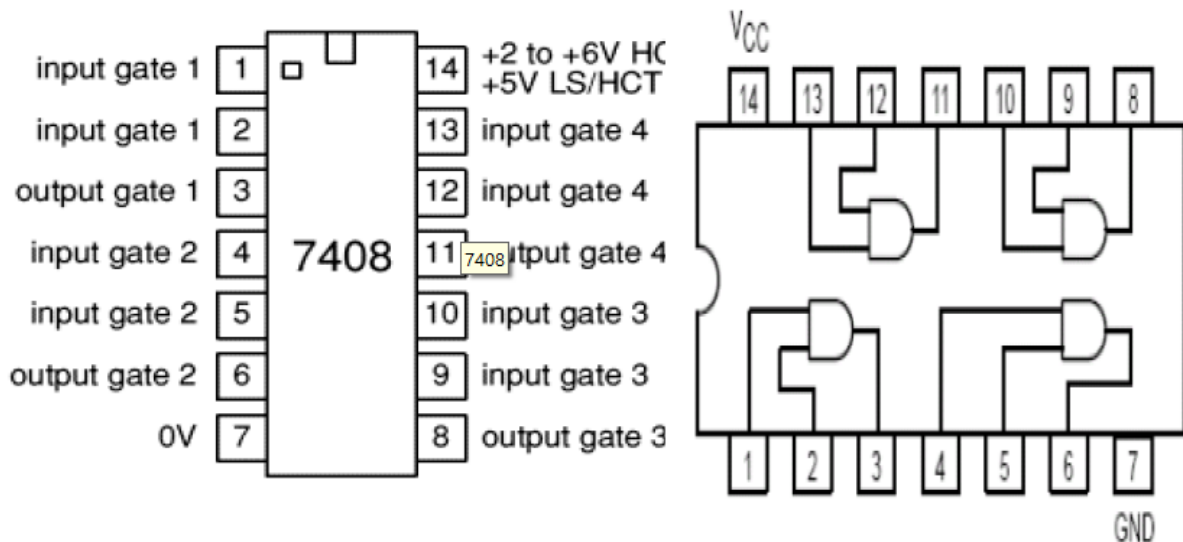 input gate 1
input gate 1
output gate 1
input gate 2
input gate 2
output gate 2
0V
1
2
3
4
5
6
7
7408
14
13
12
11
10
9
8
+2 to +6V HC
+5V LS/HCT
input gate 4
input gate 4
7408
utput gate 4
input gate 3
input gate 3
output gate 3
VCC
14 13 12 11 10 9 8
1 2 3 4 5 6 7
GND